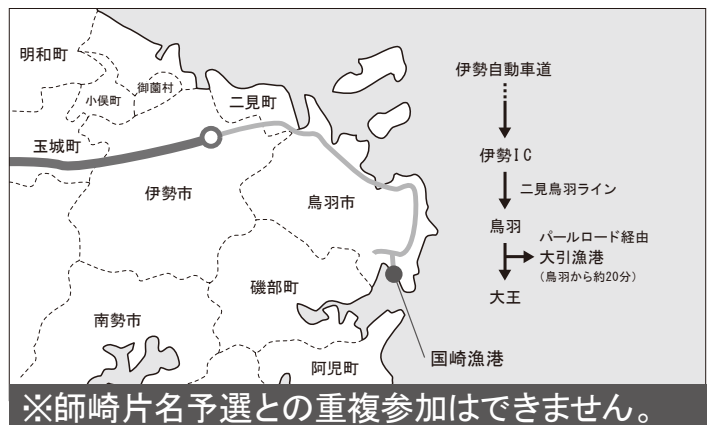 明和町
小俣町
御薗村
二見町
玉城町
伊勢市
鳥羽市
磯部町
南勢市
阿児町
国崎漁港
伊勢自動車道
伊勢IC
二見鳥羽ライン
鳥羽
パールロード経由
大引漁港
(鳥羽から約20分)
大王
※師崎片名予選との重複参加はできません。